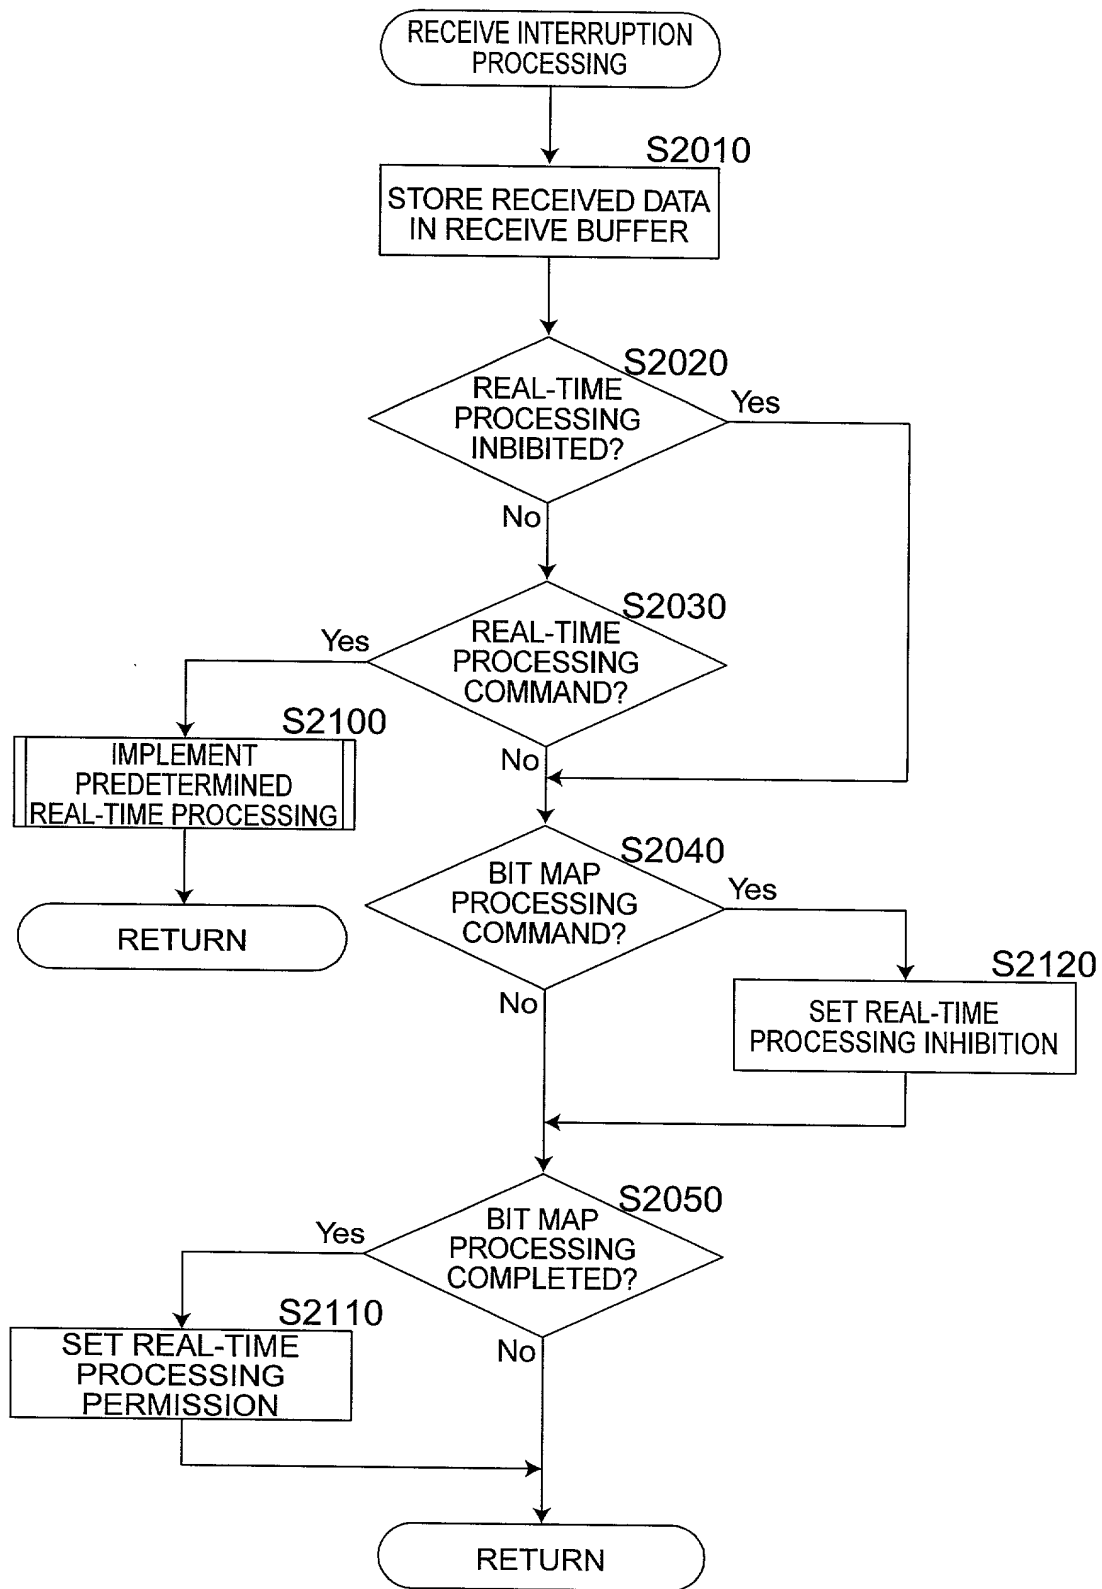 RECEIVE INTERRUPTION
PROCESSING
S2010
STORE RECEIVED DATA
IN RECEIVE BUFFER
S2020
REAL-TIME
PROCESSING
INBIBITED?
Yes
No
S2030
REAL-TIME
PROCESSING
COMMAND?
Yes
No
S2100
IMPLEMENT
PREDETERMINED
REAL-TIME PROCESSING
RETURN
S2040
BIT MAP
PROCESSING
COMMAND?
Yes
No
S2120
SET REAL-TIME
PROCESSING INHIBITION
S2050
BIT MAP
PROCESSING
COMPLETED?
Yes
No
S2110
SET REAL-TIME
PROCESSING
PERMISSION
RETURN